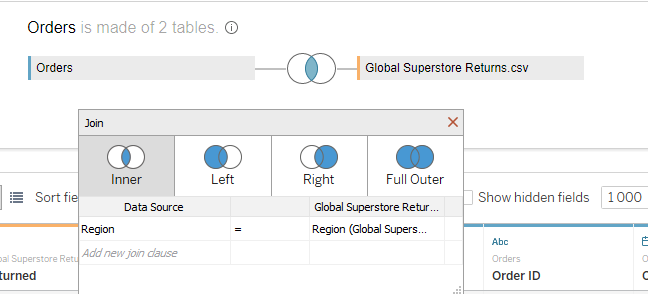 Orders is made of 2 tables.
Orders
Global Superstore Returns.csv
Join
Inner
Left
Right
Full Outer
Sort fie
Show hidden fields
1 000
Data Source
Global Superstore Retur...
Region
=
Region (Global Supers...
Add new join clause
Abc
l Superstore Retu
Orders
O
turned
Order ID